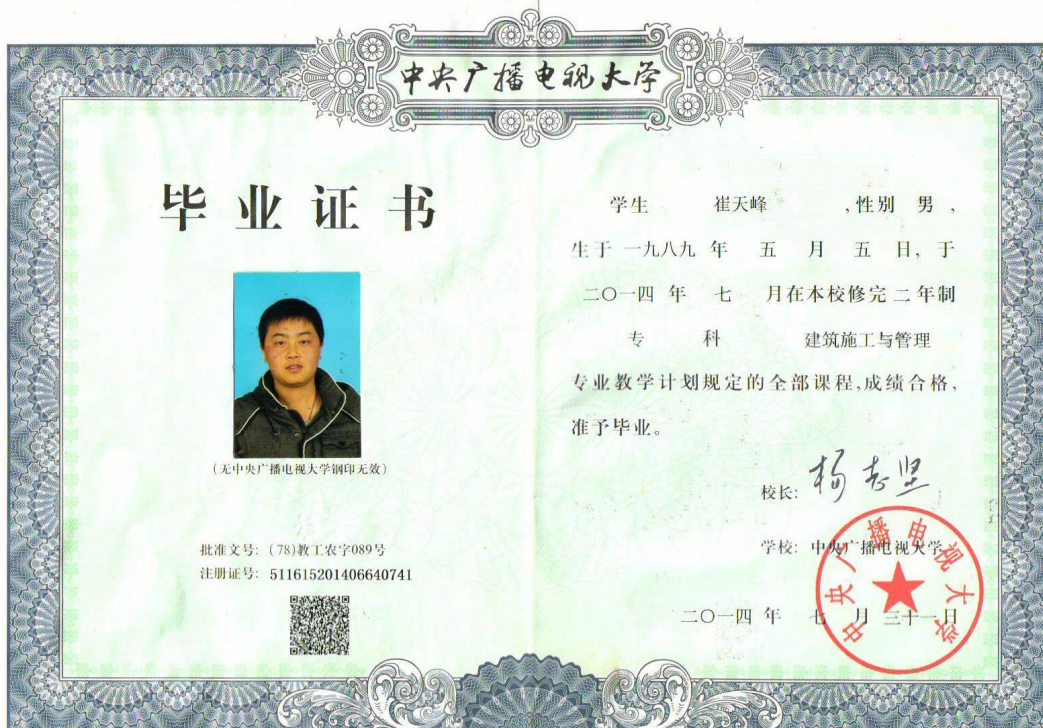 中央广播电视大学
毕业证书
(无中央广播电视大学钢印无效)
批准文号: (78)教工农字089号
注册证号: 511615201406640741
学生 崔天峰 ,性别 男 ,
生于 一九八九 年 五 月 五 日, 于
二〇一四 年 七 月在本校修完 二 年制
专 科 建筑施工与管理
专业教学计划规定的全部课程,成绩合格,
准予毕业。
校长: 杨志坚
学校: 中央广播电视大学
二〇一四 年 七 月 三十一日
中央广播电视大学